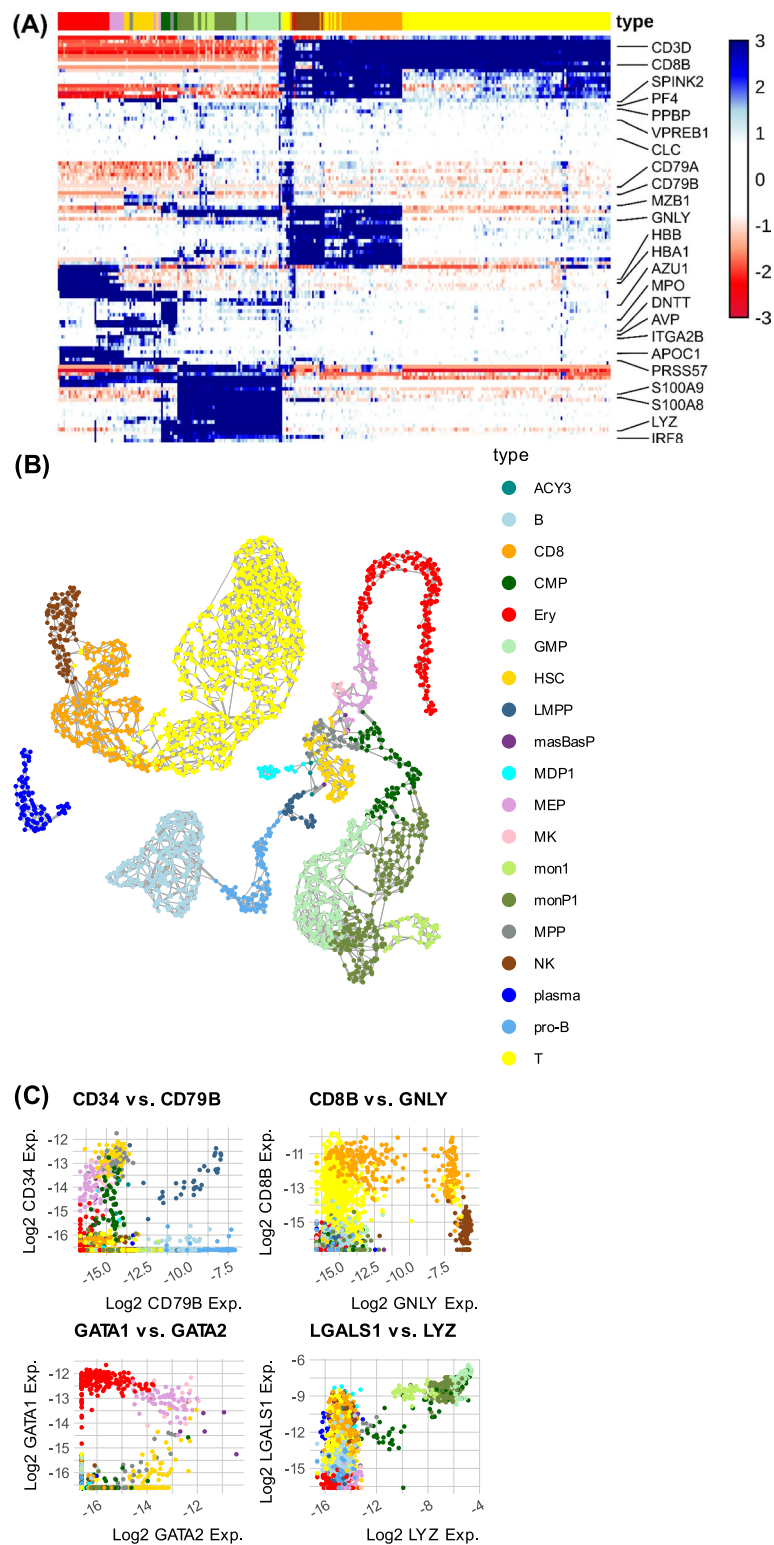 (A)
type
CD3D
CD8B
SPINK2
PF4
PPBP
VPREB1
CLC
CD79A
CD79B
MZB1
GNLY
HBB
HBA1
AZU1
MPO
DNTT
AVP
ITGA2B
APOC1
PRSS57
S100A9
S100A8
LYZ
IRF8
3
2
1
0
-1
-2
-3
(B)
type
ACY3
B
CD8
CMP
Ery
GMP
HSC
LMPP
masBasP
MDP1
MEP
MK
mon1
monP1
MPP
NK
plasma
pro-B
T
(C)
CD34 vs. CD79B
Log2 CD34 Exp.
-12
-13
-14
-15
-16
-15.0
-12.5
-10.0
-7.5
Log2 CD79B Exp.
CD8B vs. GNLY
Log2 CD8B Exp.
-11
-13
-15
-16
-14
-12
-10
-8
-6
Log2 GNLY Exp.
GATA1 vs. GATA2
Log2 GATA1 Exp.
-12
-13
-14
-15
-16
-16
-14
-12
Log2 GATA2 Exp.
LGALS1 vs. LYZ
Log2 LGALS1 Exp.
-6
-9
-12
-15
-16
-12
-8
-4
Log2 LYZ Exp.